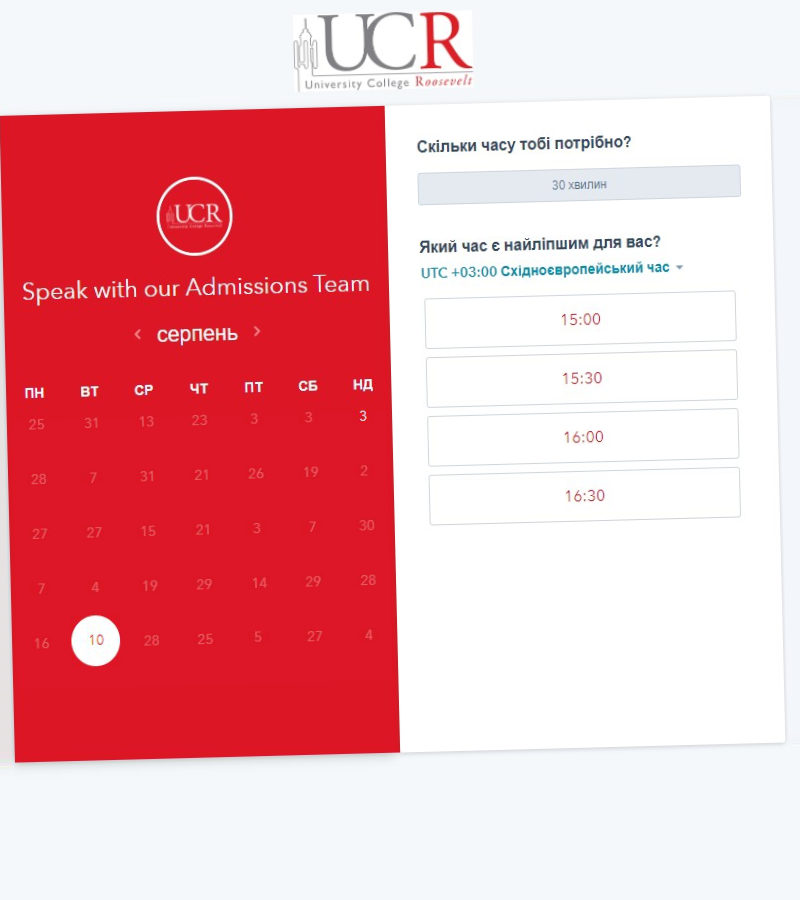 UCR
University College Roosevelt
UCR
Speak with our Admissions Team
серпень
ПН ВТ СР ЧТ ПТ СБ НД
25 31 13 23 3 3 3
28 7 31 21 26 19 2
27 27 15 21 3 7 30
7 4 19 29 14 29 28
16 10 28 25 5 27 4
Скільки часу тобі потрібно?
30 хвилин
Який час є найліпшим для вас?
UTC +03:00 Східноєвропейський час
15:00
15:30
16:00
16:30